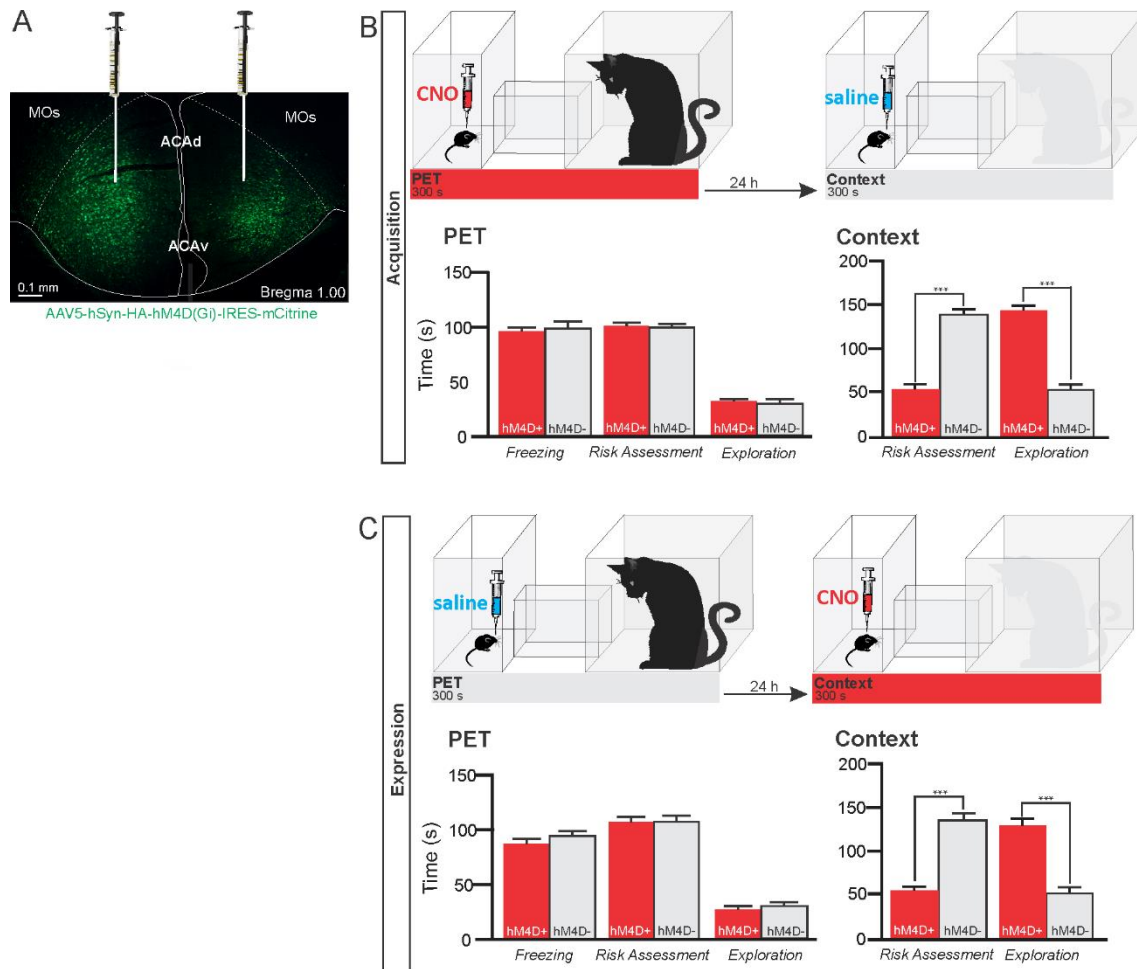 A
MOs
MOs
ACAd
ACAv
0.1 mm
Bregma 1.00
AAV5-hSyn-HA-hM4D(Gi)-IRES-mCitrine
B
Acquisition
CNO
PET
300 s
24 h
saline
Context
300 s
PET
Time (s)
150
100
50
0
hM4D+
hM4D-
hM4D+
hM4D-
hM4D+
hM4D-
Freezing
Risk Assessment
Exploration
Context
200
150
100
50
0
***
***
hM4D+
hM4D-
hM4D+
hM4D-
Risk Assessment
Exploration
C
Expression
saline
PET
300 s
24 h
CNO
Context
300 s
PET
Time (s)
150
100
50
0
hM4D+
hM4D-
hM4D+
hM4D-
hM4D+
hM4D-
Freezing
Risk Assessment
Exploration
Context
200
150
100
50
0
***
***
hM4D+
hM4D-
hM4D+
hM4D-
Risk Assessment
Exploration